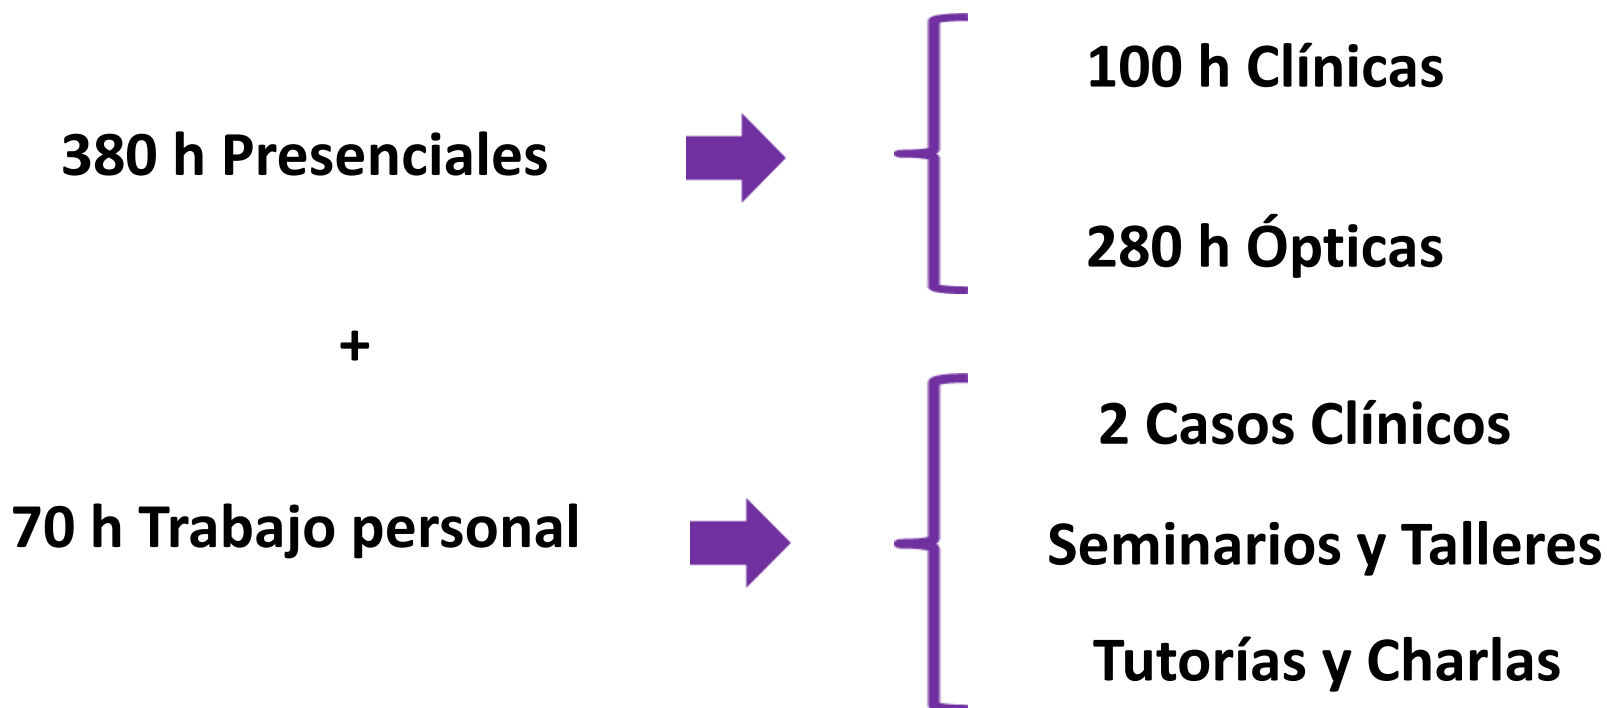 380 h Presenciales
100 h Clínicas
280 h Ópticas
+
70 h Trabajo personal
2 Casos Clínicos
Seminarios y Talleres
Tutorías y Charlas